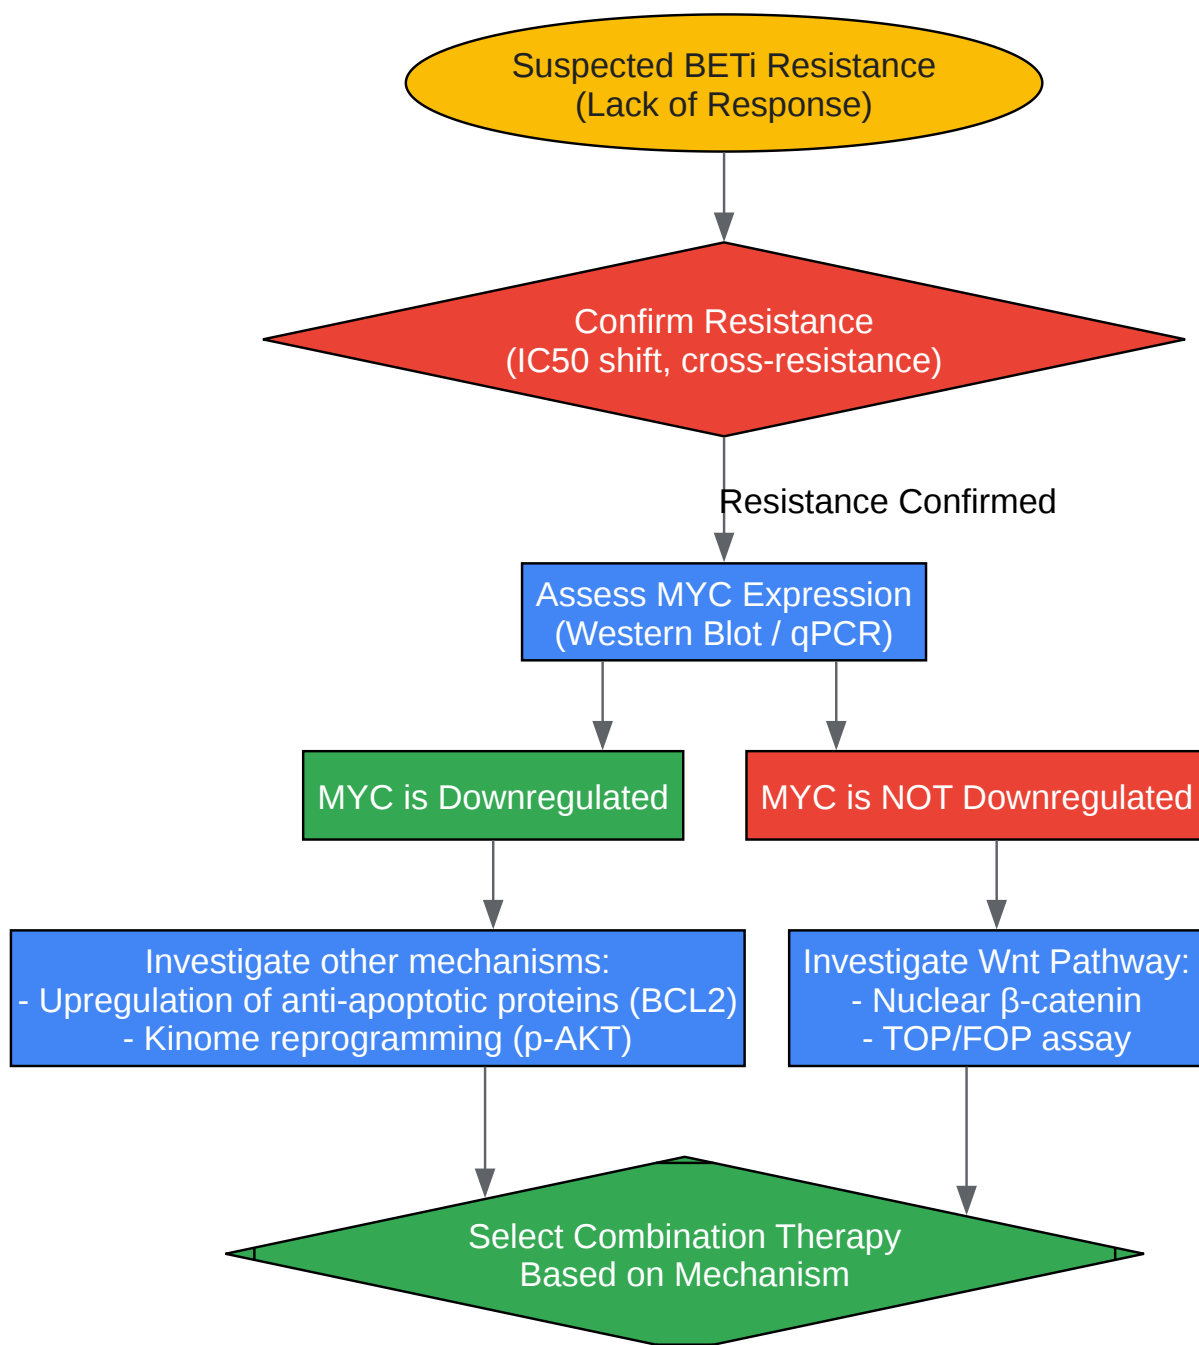 Suspected BETi Resistance
(Lack of Response)
Confirm Resistance
(IC50 shift, cross-resistance)
Resistance Confirmed
Assess MYC Expression
(Western Blot / qPCR)
MYC is Downregulated
MYC is NOT Downregulated
Investigate other mechanisms:
- Upregulation of anti-apoptotic proteins (BCL2)
- Kinome reprogramming (p-AKT)
Investigate Wnt Pathway:
- Nuclear β-catenin
- TOP/FOP assay
Select Combination Therapy
Based on Mechanism